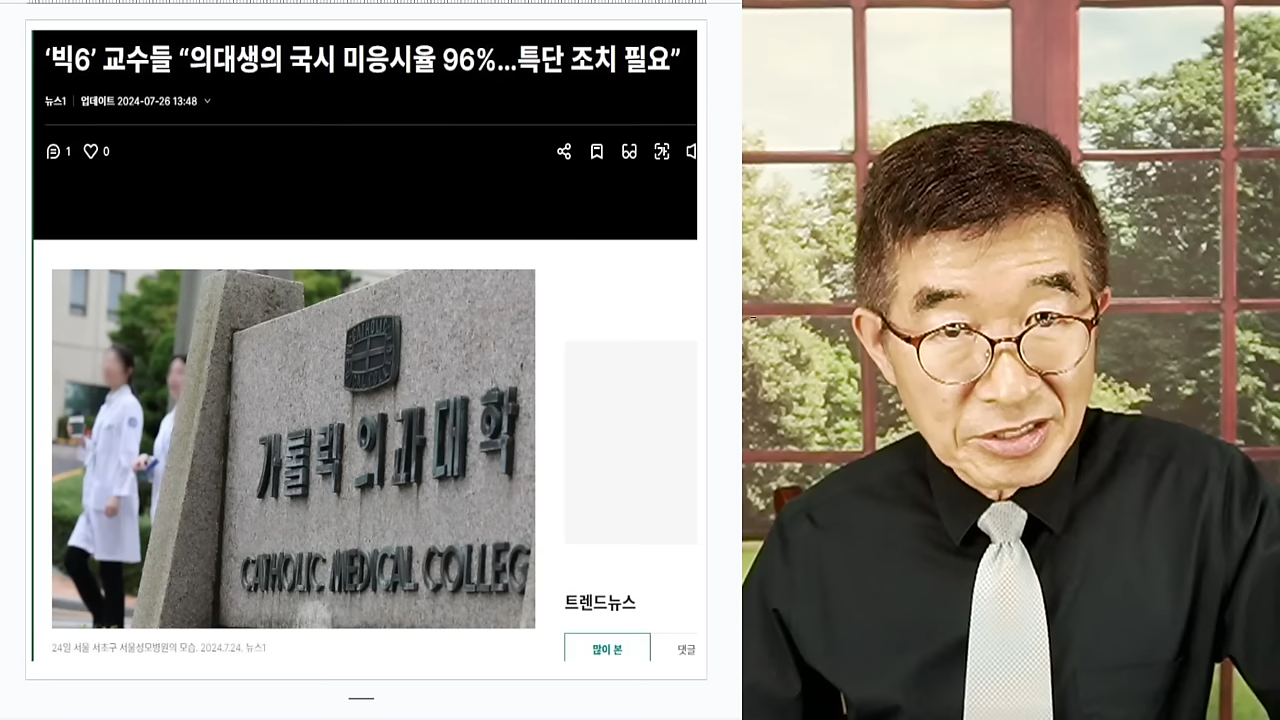 ‘빅6’ 교수들 “의대생의 국시 미응시율 96%...특단 조치 필요”
뉴스1 업데이트 2024-07-26 13:48
1 0
CATHOLIC
가톨릭 의과대학
CATHOLIC MEDICAL COLLEG
트렌드뉴스
많이 본 댓글
24일 서울 서초구 서울성모병원의 모습. 2024.7.24. 뉴스1